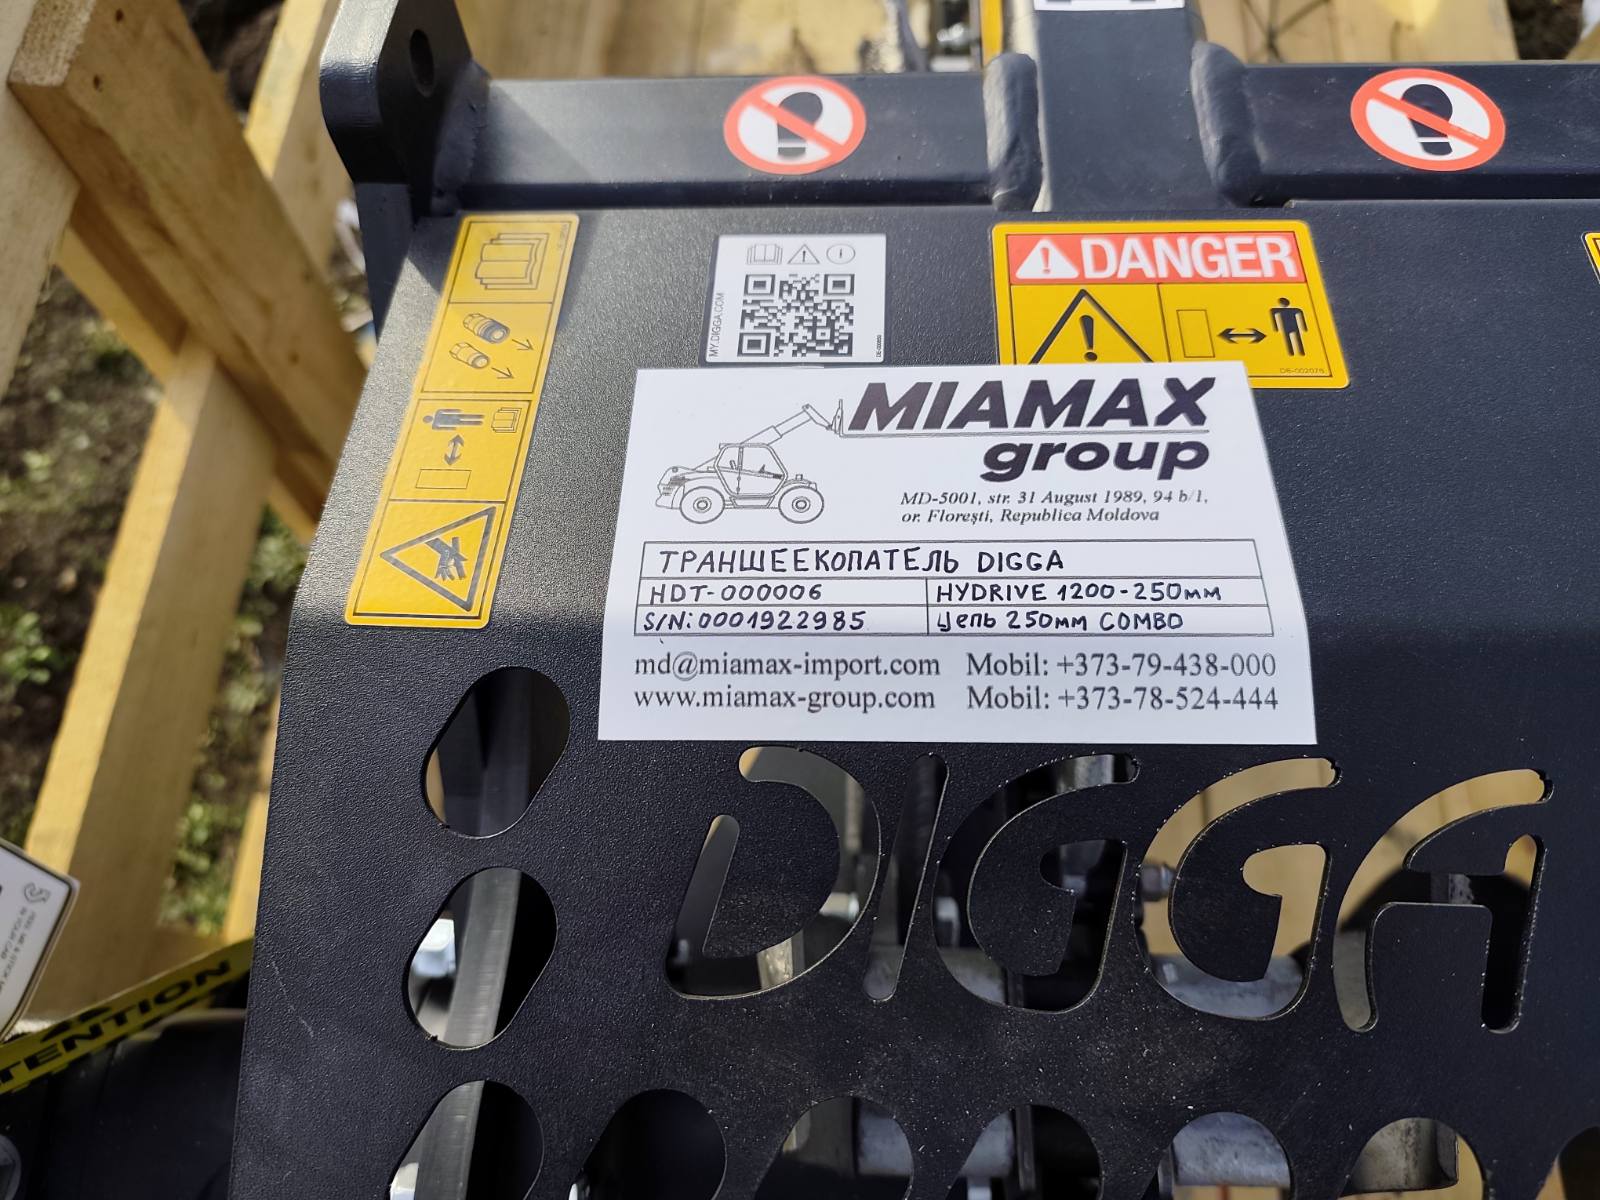 MY.DIGGA.COM
DANGER
MIAMAX
group
MD-5001, str. 31 August 1989, 94 b/1,
or. Florești, Republica Moldova
ТРАНШЕЕКОПАТЕЛЬ DIGGA
HDT-000006
HYDRIVE 1200-250мм
S/N: 0001922985
Цепь 250мм COMBO
md@miamax-import.com Mobil: +373-79-438-000
www.miamax-group.com Mobil: +373-78-524-444
DIGGA
TENTION